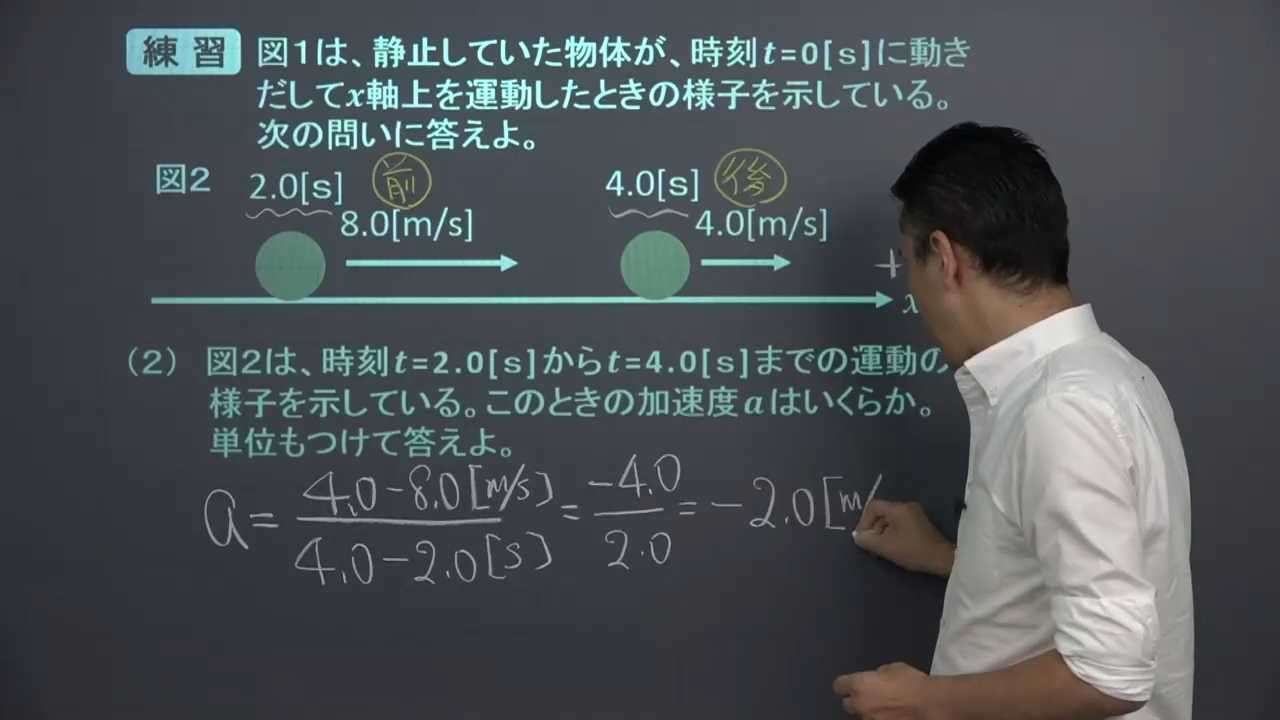 練習 図1は、静止していた物体が、時刻t=0[s]に動き
だしてx軸上を運動したときの様子を示している。
次の問いに答えよ。
図2 2.0[s] 前 4.0[s] 後
8.0[m/s] 4.0[m/s]
+
x
(2) 図2は、時刻t=2.0[s]からt=4.0[s]までの運動の
様子を示している。このときの加速度aはいくらか。
単位もつけて答えよ。
a = 4.0-8.0[m/s] / 4.0-2.0[s] = -4.0 / 2.0 = -2.0[m/